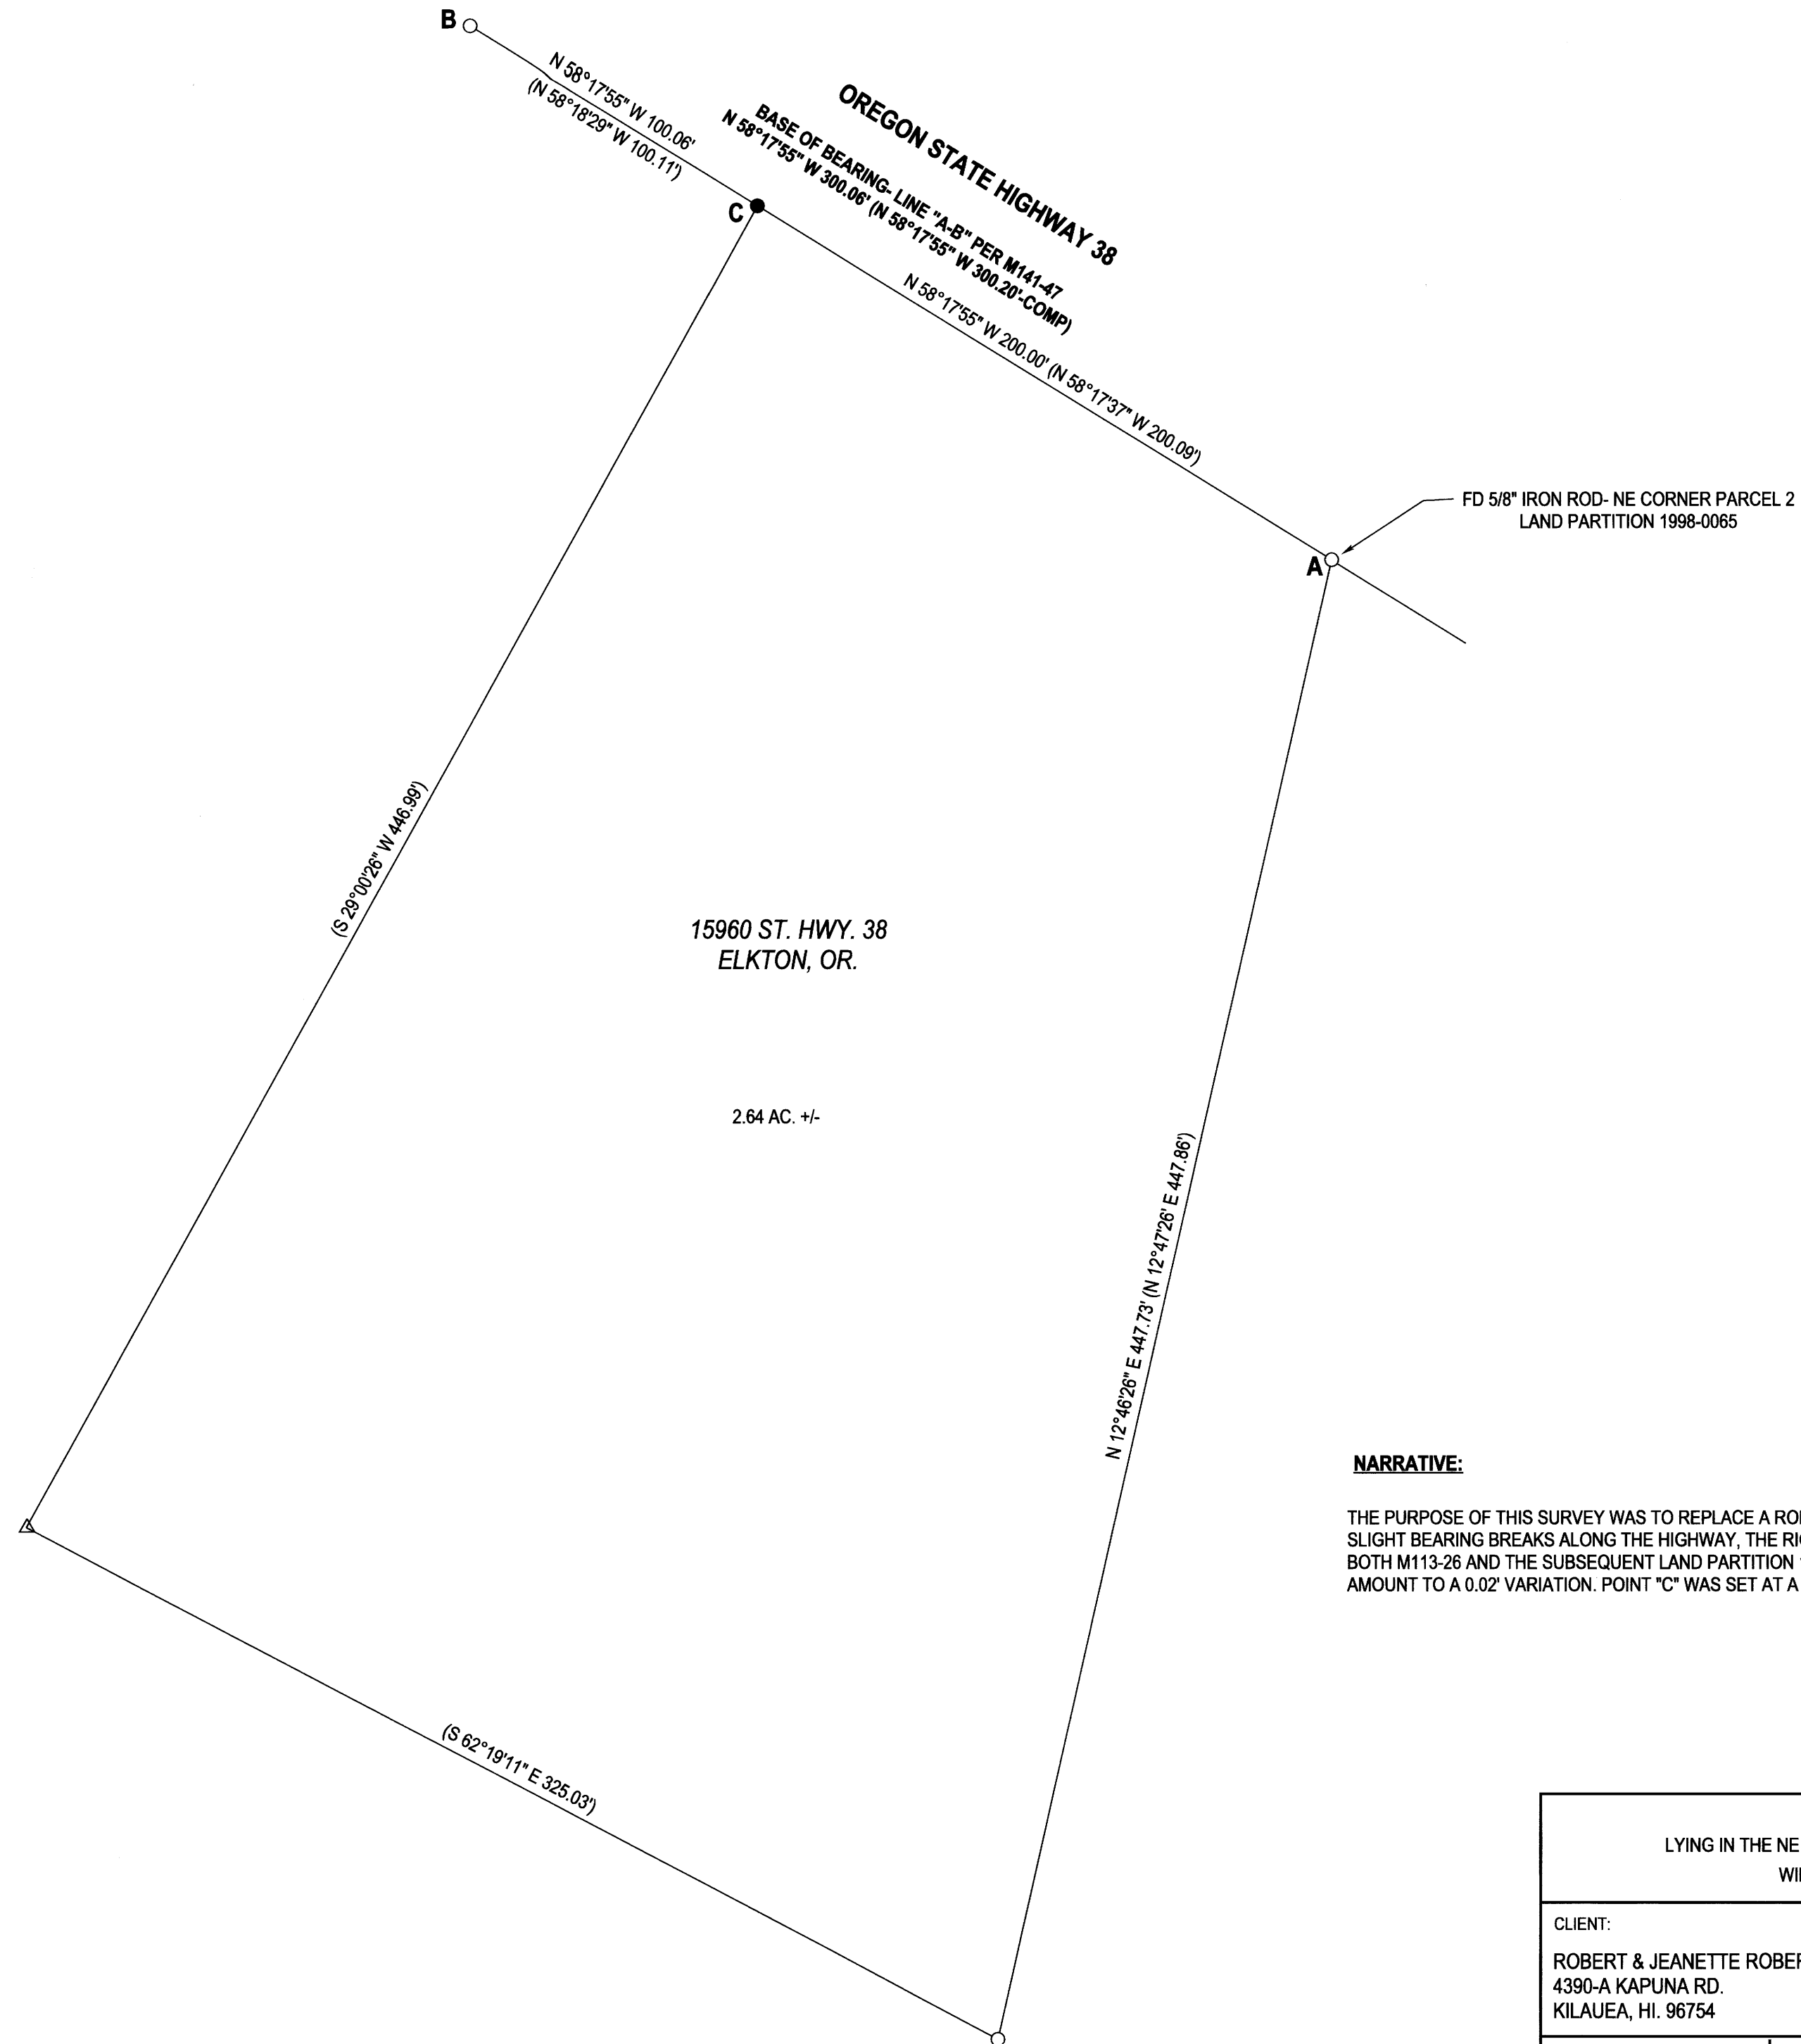 B
N 58°17'55" W 100.06'
(N 58°18'29" W 100.11')
OREGON STATE HIGHWAY 38
BASE OF BEARING- LINE "A-B" PER M141-47
N 58°17'55" W 300.06' (N 58°17'55" W 300.20'-COMP)
C
N 58°17'55" W 200.00' (N 58°17'37" W 200.09')
FD 5/8" IRON ROD- NE CORNER PARCEL 2
LAND PARTITION 1998-0065
A
(S 29°00'26" W 446.99')
15960 ST. HWY. 38
ELKTON, OR.
2.64 AC. +/-
N 12°46'26" E 447.73' (N 12°47'26' E 447.86')
NARRATIVE:
THE PURPOSE OF THIS SURVEY WAS TO REPLACE A
SLIGHT BEARING BREAKS ALONG THE HIGHWAY, THE
BOTH M113-26 AND THE SUBSEQUENT LAND PARTITION
AMOUNT TO A 0.02' VARIATION. POINT "C" WAS SET AT A
(S 62°19'11" E 325.03')
LYING IN THE NE
CLIENT:
ROBERT & JEANETTE
4390-A KAPUNA RD.
KILAUEA, HI. 96754